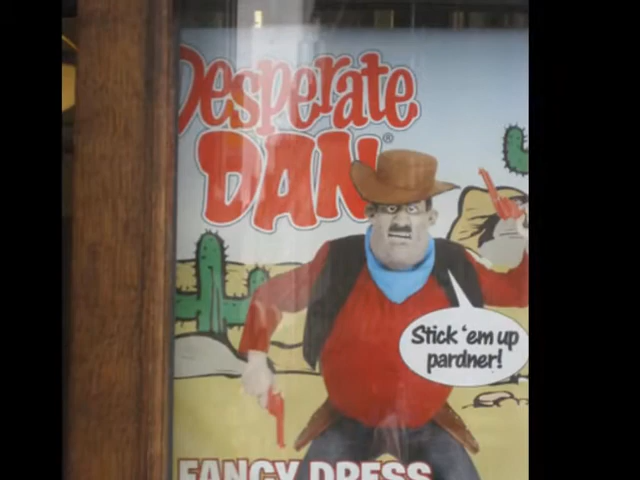 Desperate
DAN®
Stick 'em up
pardner!
FANCY DRESS